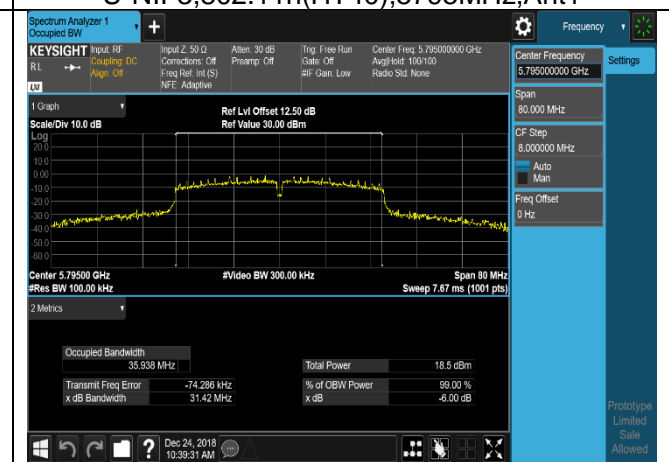 U-NII-3,802.11n(HT40),5795MHz,Ant1
Spectrum Analyzer 1
Occupied BW
Frequency
KEYSIGHT
Input: RF
Coupling: DC
Align: Off
Input Z: 50 Ω
Corrections: Off
Freq Ref: Int (S)
NFE: Adaptive
Atten: 30 dB
Preamp: Off
Trig: Free Run
Gate: Off
#IF Gain: Low
Center Freq: 5.795000000 GHz
Avg|Hold: 100/100
Radio Std: None
RL
LXI
Center Frequency
5.795000000 GHz
Settings
Span
80.000 MHz
CF Step
8.000000 MHz
Auto
Man
Freq Offset
0 Hz
1 Graph
Scale/Div 10.0 dB
Ref Lvl Offset 12.50 dB
Ref Value 30.00 dBm
Log
20.0
10.0
0.00
-10.0
-20.0
-30.0
-40.0
-50.0
-60.0
Center 5.79500 GHz
#Video BW 300.00 kHz
Span 80 MHz
#Res BW 100.00 kHz
Sweep 7.67 ms (1001 pts)
2 Metrics
Occupied Bandwidth
35.938 MHz
Total Power 18.5 dBm
Transmit Freq Error -74.286 kHz
% of OBW Power 99.00 %
x dB Bandwidth 31.42 MHz
x dB -6.00 dB
Prototype
Limited
Sale
Allowed
Dec 24, 2018
10:39:31 AM